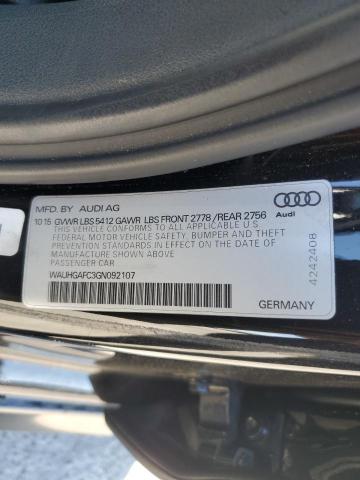 MFD. BY AUDI AG
10 15 GVWR LBS 5412 GAWR LBS FRONT 2778 /REAR 2756
THIS VEHICLE CONFORMS TO ALL APPLICABLE U.S
FEDERAL MOTOR VEHICLE SAFETY, BUMPER AND THEFT
PREVENTION STANDARDS IN EFFECT ON THE DATE OF
MANUFACTURE SHOWN ABOVE
PASSENGER CAR
WAUHGAFC3GN092107
Audi
GERMANY
4242408